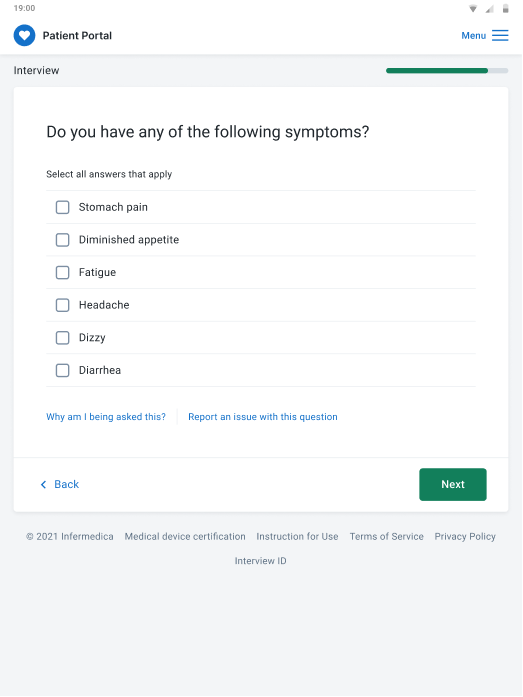 19:00
Patient Portal
Menu
Interview
Do you have any of the following symptoms?
Select all answers that apply
Stomach pain
Diminished appetite
Fatigue
Headache
Dizzy
Diarrhea
Why am I being asked this? Report an issue with this question
Back
Next
© 2021 Infermedica Medical device certification Instruction for Use Terms of Service Privacy Policy
Interview ID